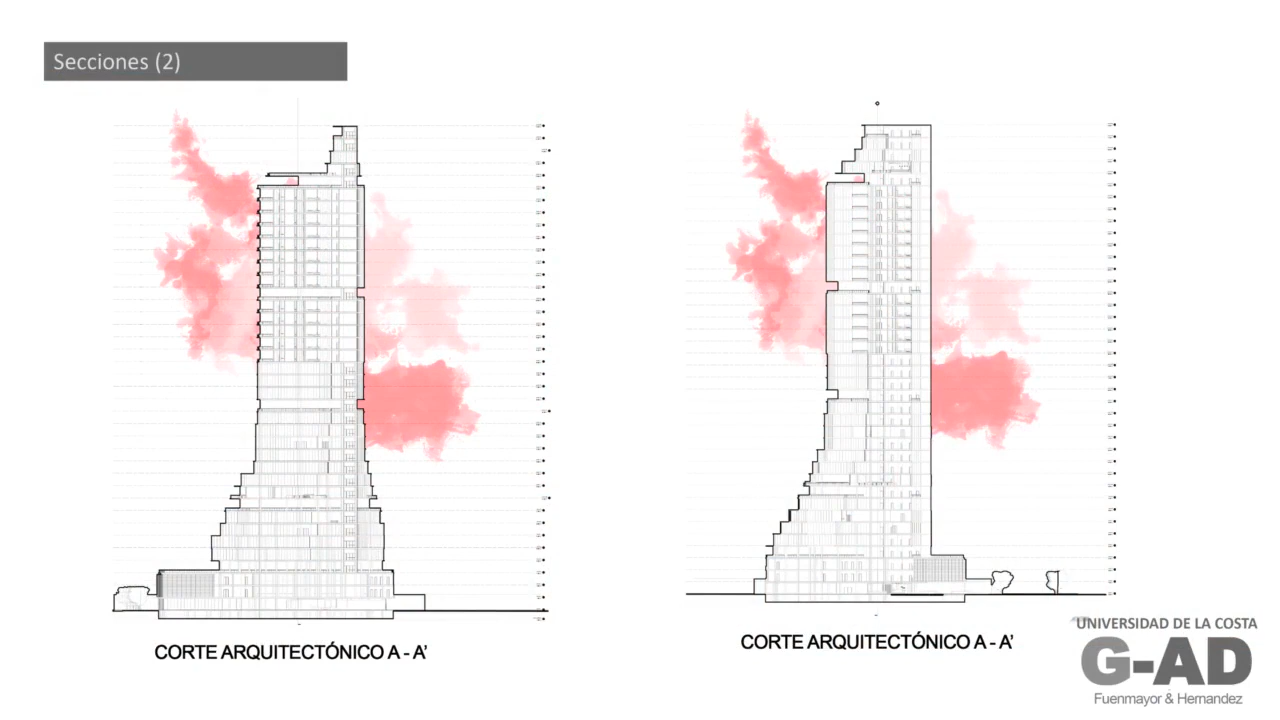 Secciones (2)
CORTE ARQUITECTÓNICO A - A'
CORTE ARQUITECTÓNICO A - A'
UNIVERSIDAD DE LA COSTA
G-AD
Fuenmayor & Hernandez